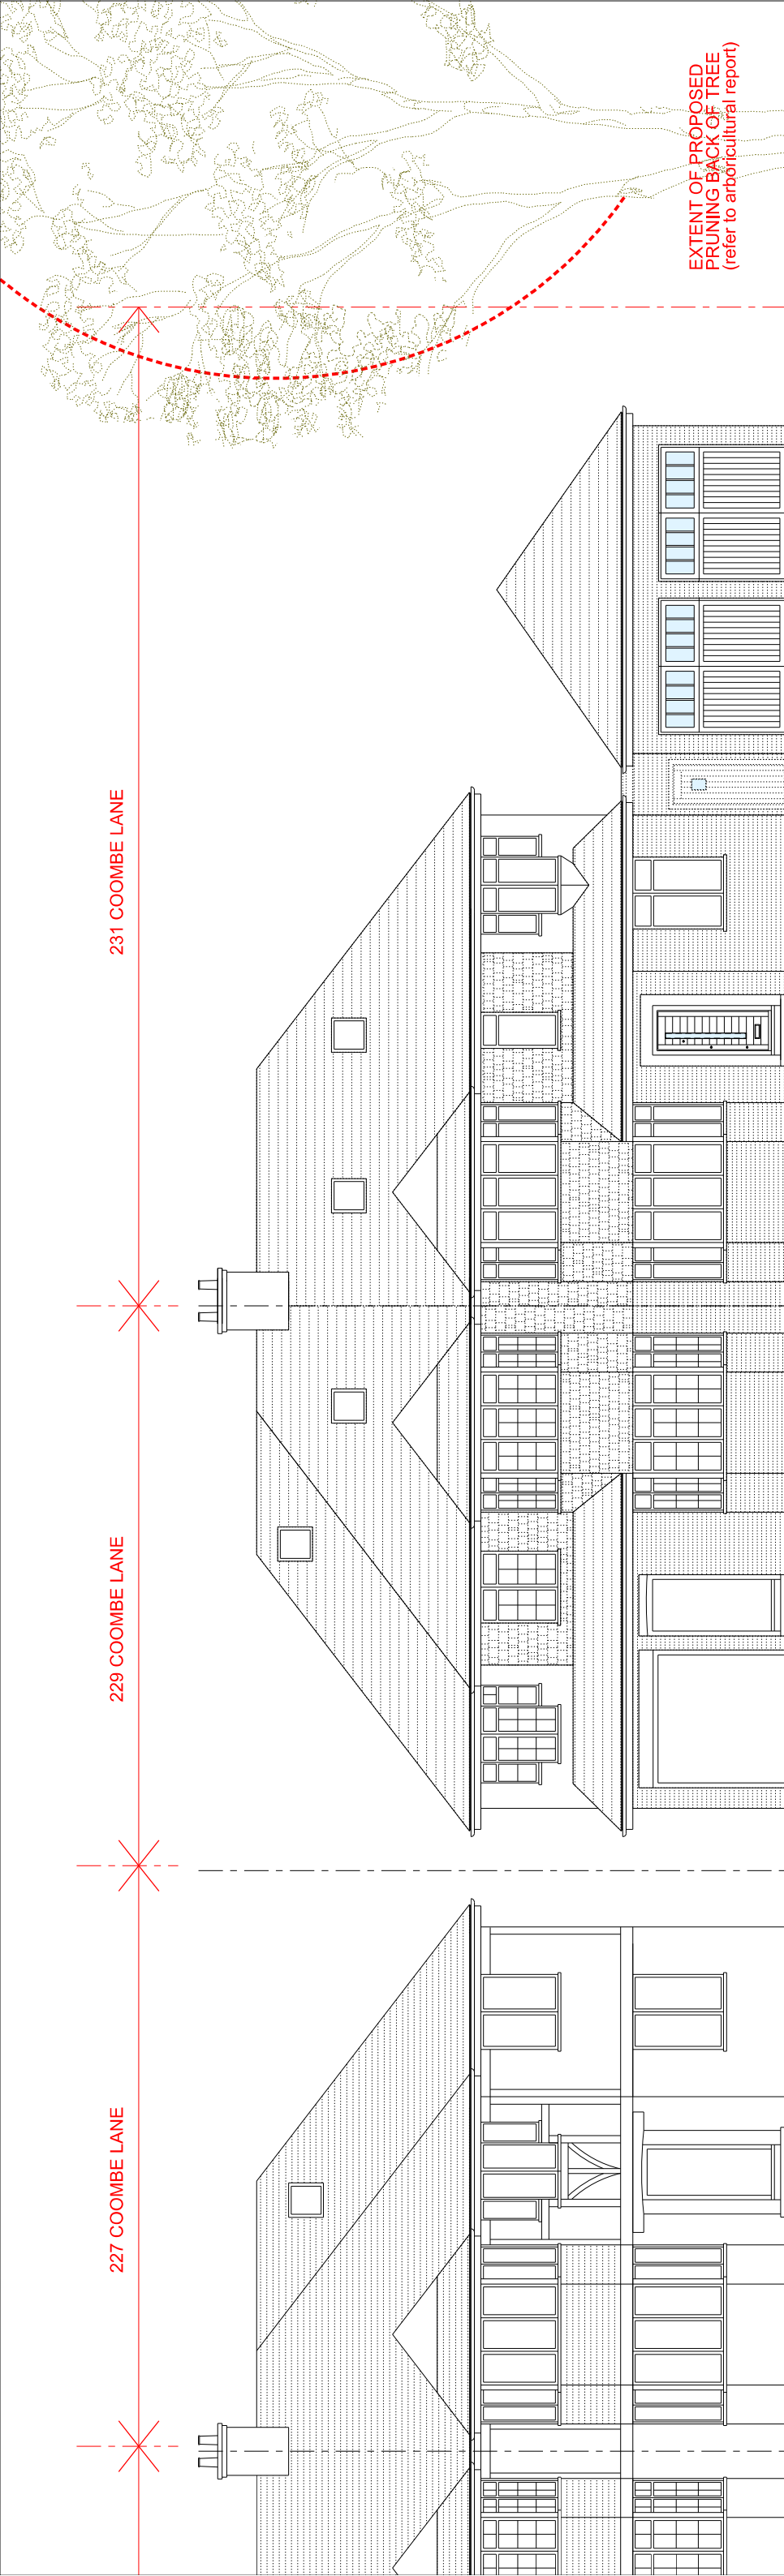 227 COOMBE LANE
229 COOMBE LANE
231 COOMBE LANE
EXTENT OF PROPOSED
PRUNING BACK OF TREE
(refer to arboricultural report)